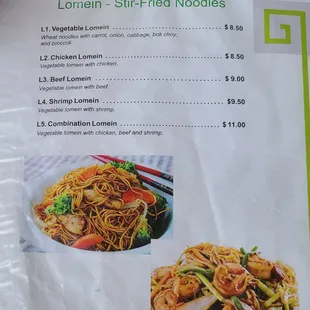 Lomein - Stir-Fried Noodles
L1. Vegetable Lomein ........................................ $ 8.50
Wheat noodles with carrot, onion, cabbage, bok choy,
and broccoli.
L2. Chicken Lomein .......................................... $ 8.50
Vegetable lomein with chicken.
L3. Beef Lomein ............................................... $ 9.00
Vegetable lomein with beef
L4. Shrimp Lomein ........................................... $9.50
Vegetable lomein with shrimp.
L5. Combination Lomein .................................. $ 11.00
Vegetable lomein with chicken, beef and shrimp.